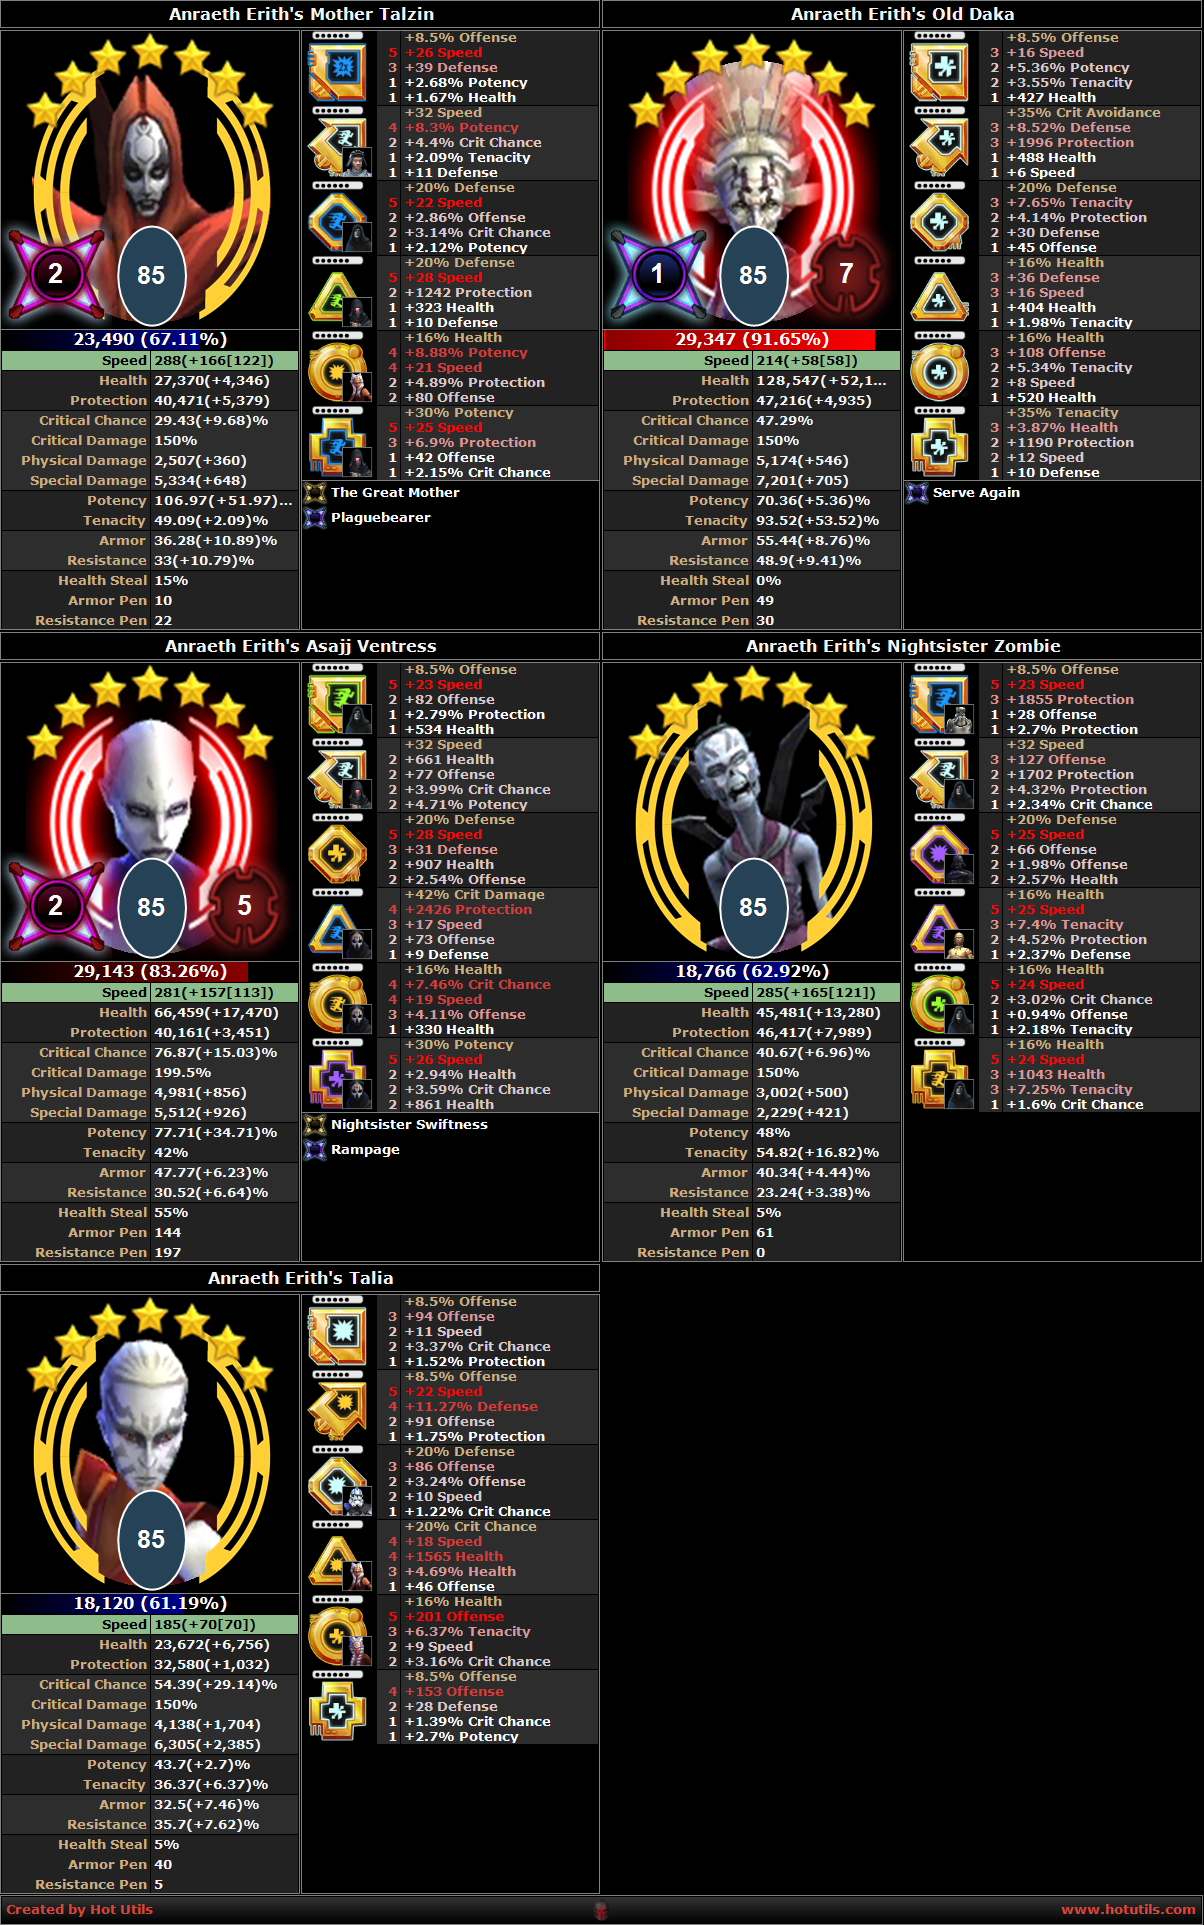 Anraeth Erith's Mother Talzin
2
85
23,490 (67.11%)
Speed 288(+166[122])
Health 27,370(+4,346)
Protection 40,471(+5,379)
Critical Chance 29.43(+9.68)%
Critical Damage 150%
Physical Damage 2,507(+360)
Special Damage 5,334(+648)
Potency 106.97(+51.97)...
Tenacity 49.09(+2.09)%
Armor 36.28(+10.89)%
Resistance 33(+10.79)%
Health Steal 15%
Armor Pen 10
Resistance Pen 22
+8.5% Offense
5 +26 Speed
3 +39 Defense
1 +2.68% Potency
1 +1.67% Health
+32 Speed
4 +8.3% Potency
2 +4.4% Crit Chance
1 +2.09% Tenacity
1 +11 Defense
+20% Defense
5 +22 Speed
2 +2.86% Offense
2 +3.14% Crit Chance
1 +2.12% Potency
+20% Defense
5 +28 Speed
2 +1242 Protection
1 +323 Health
1 +10 Defense
+16% Health
4 +8.88% Potency
4 +21 Speed
2 +4.89% Protection
2 +80 Offense
+30% Potency
5 +25 Speed
3 +6.9% Protection
1 +42 Offense
1 +2.15% Crit Chance
The Great Mother
Plaguebearer
Anraeth Erith's Old Daka
1
85
7
29,347 (91.65%)
Speed 214(+58[58])
Health 128,547(+52,1...
Protection 47,216(+4,935)
Critical Chance 47.29%
Critical Damage 150%
Physical Damage 5,174(+546)
Special Damage 7,201(+705)
Potency 70.36(+5.36)%
Tenacity 93.52(+53.52)%
Armor 55.44(+8.76)%
Resistance 48.9(+9.41)%
Health Steal 0%
Armor Pen 49
Resistance Pen 30
+8.5% Offense
3 +16 Speed
2 +5.36% Potency
2 +3.55% Tenacity
1 +427 Health
+35% Crit Avoidance
3 +8.52% Defense
3 +1996 Protection
1 +488 Health
1 +6 Speed
+20% Defense
3 +7.65% Tenacity
2 +4.14% Protection
2 +30 Defense
1 +45 Offense
+16% Health
3 +36 Defense
3 +16 Speed
1 +404 Health
1 +1.98% Tenacity
+16% Health
3 +108 Offense
2 +5.34% Tenacity
2 +8 Speed
1 +520 Health
+35% Tenacity
3 +3.87% Health
2 +1190 Protection
2 +12 Speed
1 +10 Defense
Serve Again
Anraeth Erith's Asajj Ventress
2
85
5
29,143 (83.26%)
Speed 281(+157[113])
Health 66,459(+17,470)
Protection 40,161(+3,451)
Critical Chance 76.87(+15.03)%
Critical Damage 199.5%
Physical Damage 4,981(+856)
Special Damage 5,512(+926)
Potency 77.71(+34.71)%
Tenacity 42%
Armor 47.77(+6.23)%
Resistance 30.52(+6.64)%
Health Steal 55%
Armor Pen 144
Resistance Pen 197
+8.5% Offense
5 +23 Speed
2 +82 Offense
1 +2.79% Protection
1 +534 Health
+32 Speed
2 +661 Health
2 +77 Offense
2 +3.99% Crit Chance
2 +4.71% Potency
+20% Defense
5 +28 Speed
3 +31 Defense
2 +907 Health
2 +2.54% Offense
+42% Crit Damage
4 +2426 Protection
3 +17 Speed
2 +73 Offense
1 +9 Defense
+16% Health
4 +7.46% Crit Chance
4 +19 Speed
3 +4.11% Offense
1 +330 Health
+30% Potency
5 +26 Speed
2 +2.94% Health
2 +3.59% Crit Chance
2 +861 Health
Nightsister Swiftness
Rampage
Anraeth Erith's Nightsister Zombie
85
18,766 (62.92%)
Speed 285(+165[121])
Health 45,481(+13,280)
Protection 46,417(+7,989)
Critical Chance 40.67(+6.96)%
Critical Damage 150%
Physical Damage 3,002(+500)
Special Damage 2,229(+421)
Potency 48%
Tenacity 54.82(+16.82)%
Armor 40.34(+4.44)%
Resistance 23.24(+3.38)%
Health Steal 5%
Armor Pen 61
Resistance Pen 0
+8.5% Offense
5 +23 Speed
3 +1855 Protection
1 +28 Offense
1 +2.7% Protection
+32 Speed
3 +127 Offense
2 +1702 Protection
2 +4.32% Protection
1 +2.34% Crit Chance
+20% Defense
5 +25 Speed
2 +66 Offense
2 +1.98% Offense
2 +2.57% Health
+16% Health
5 +25 Speed
3 +7.4% Tenacity
2 +4.52% Protection
1 +2.37% Defense
+16% Health
5 +24 Speed
2 +3.02% Crit Chance
1 +0.94% Offense
1 +2.18% Tenacity
+16% Health
5 +24 Speed
3 +1043 Health
3 +7.25% Tenacity
1 +1.6% Crit Chance
Anraeth Erith's Talia
85
18,120 (61.19%)
Speed 185(+70[70])
Health 23,672(+6,756)
Protection 32,580(+1,032)
Critical Chance 54.39(+29.14)%
Critical Damage 150%
Physical Damage 4,138(+1,704)
Special Damage 6,305(+2,385)
Potency 43.7(+2.7)%
Tenacity 36.37(+6.37)%
Armor 32.5(+7.46)%
Resistance 35.7(+7.62)%
Health Steal 5%
Armor Pen 40
Resistance Pen 5
+8.5% Offense
3 +94 Offense
2 +11 Speed
2 +3.37% Crit Chance
1 +1.52% Protection
+8.5% Offense
5 +22 Speed
4 +11.27% Defense
2 +91 Offense
1 +1.75% Protection
+20% Defense
3 +86 Offense
2 +3.24% Offense
2 +10 Speed
1 +1.22% Crit Chance
+20% Crit Chance
4 +18 Speed
4 +1565 Health
3 +4.69% Health
1 +46 Offense
+16% Health
5 +201 Offense
3 +6.37% Tenacity
2 +9 Speed
2 +3.16% Crit Chance
+8.5% Offense
4 +153 Offense
2 +28 Defense
1 +1.39% Crit Chance
1 +2.7% Potency
Created by Hot Utils
www.hotutils.com